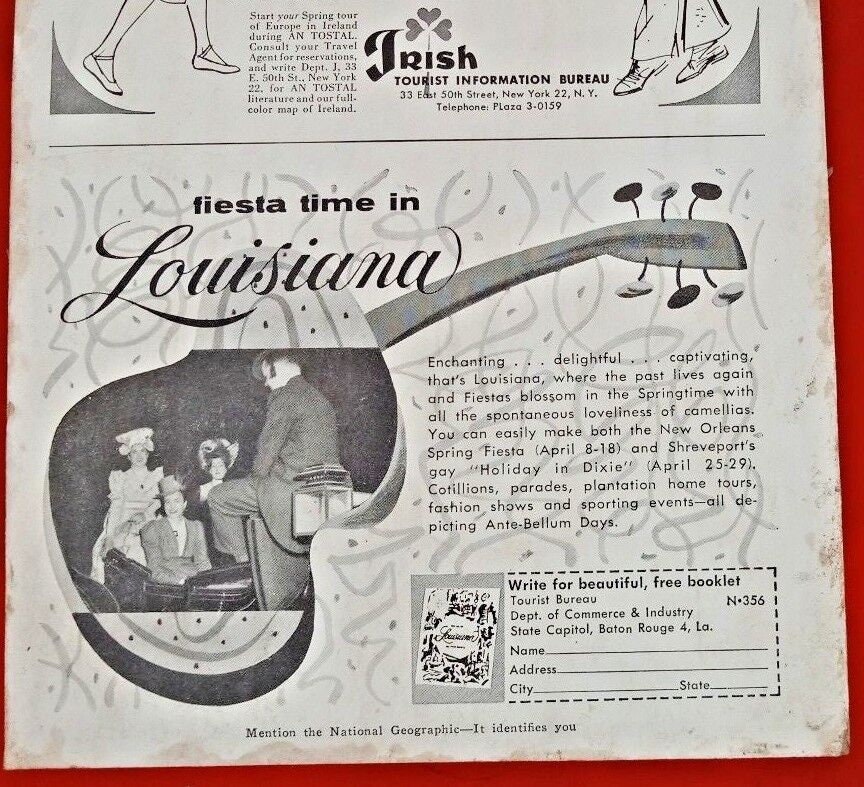 Start your Spring tour
of Europe in Ireland
during AN TOSTAL.
Consult your Travel
Agent for reservations,
and write Dept. J, 33
E. 50th St., New York
22, for AN TOSTAL
literature and our full-
color map of Ireland.
IRISH
TOURIST INFORMATION BUREAU
33 East 50th Street, New York 22, N. Y.
Telephone: PLaza 3-0159
fiesta time in
Louisiana
Enchanting . . . delightful . . . captivating,
that's Louisiana, where the past lives again
and Fiestas blossom in the Springtime with
all the spontaneous loveliness of camellias.
You can easily make both the New Orleans
Spring Fiesta (April 8-18) and Shreveport's
gay "Holiday in Dixie" (April 25-29).
Cotillions, parades, plantation home tours,
fashion shows and sporting events—all de-
picting Ante-Bellum Days.
Louisiana
Write for beautiful, free booklet
Tourist Bureau N•356
Dept. of Commerce & Industry
State Capitol, Baton Rouge 4, La.
Name
Address
City State
Mention the National Geographic—It identifies you